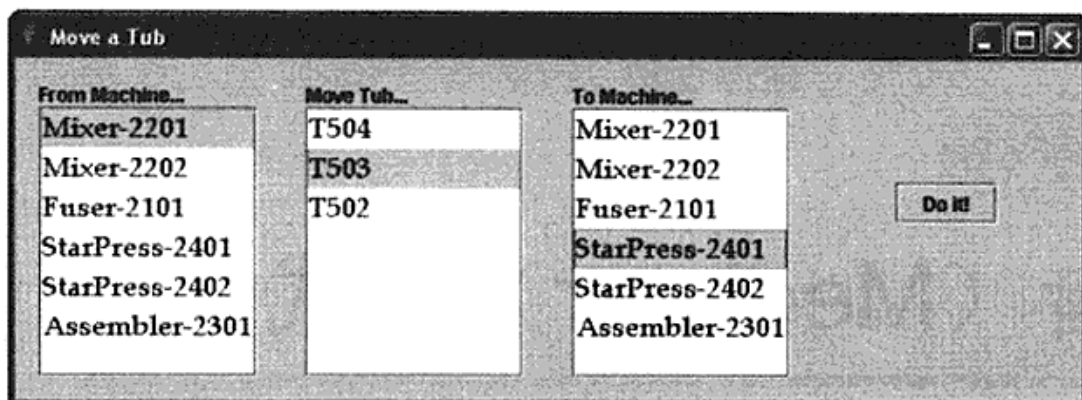 Move a Tub
From Machine...
Mixer-2201
Mixer-2202
Fuser-2101
StarPress-2401
StarPress-2402
Assembler-2301
Move Tub...
T504
T503
T502
To Machine...
Mixer-2201
Mixer-2202
Fuser-2101
StarPress-2401
StarPress-2402
Assembler-2301
Do it!